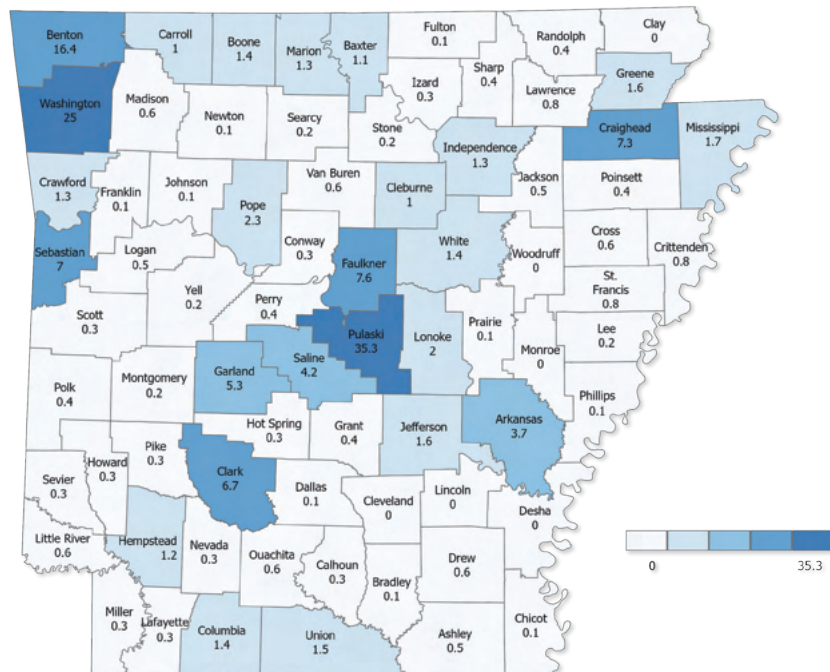 Benton
16.4
Carroll
1
Boone
1.4
Marion
1.3
Baxter
1.1
Fulton
0.1
Randolph
0.4
Clay
0
Sharp
0.4
Izard
0.3
Lawrence
0.8
Greene
1.6
Washington
25
Madison
0.6
Newton
0.1
Searcy
0.2
Stone
0.2
Independence
1.3
Craighead
7.3
Mississippi
1.7
Crawford
1.3
Franklin
0.1
Johnson
0.1
Pope
2.3
Van Buren
0.6
Cleburne
1
Jackson
0.5
Poinsett
0.4
Sebastian
7
Logan
0.5
Conway
0.3
Faulkner
7.6
White
1.4
Woodruff
0
Cross
0.6
Crittenden
0.8
St.
Francis
0.8
Scott
0.3
Yell
0.2
Perry
0.4
Pulaski
35.3
Lonoke
2
Prairie
0.1
Monroe
0
Lee
0.2
Polk
0.4
Montgomery
0.2
Garland
5.3
Saline
4.2
Phillips
0.1
Hot Spring
0.3
Grant
0.4
Jefferson
1.6
Arkansas
3.7
Sevier
0.3
Howard
0.3
Pike
0.3
Clark
6.7
Dallas
0.1
Cleveland
0
Lincoln
0
Desha
0
Little River
0.6
Hempstead
1.2
Nevada
0.3
Ouachita
0.6
Calhoun
0.3
Bradley
0.1
Drew
0.6
Miller
0.3
Lafayette
0.3
Columbia
1.4
Union
1.5
Ashley
0.5
Chicot
0.1
0
35.3